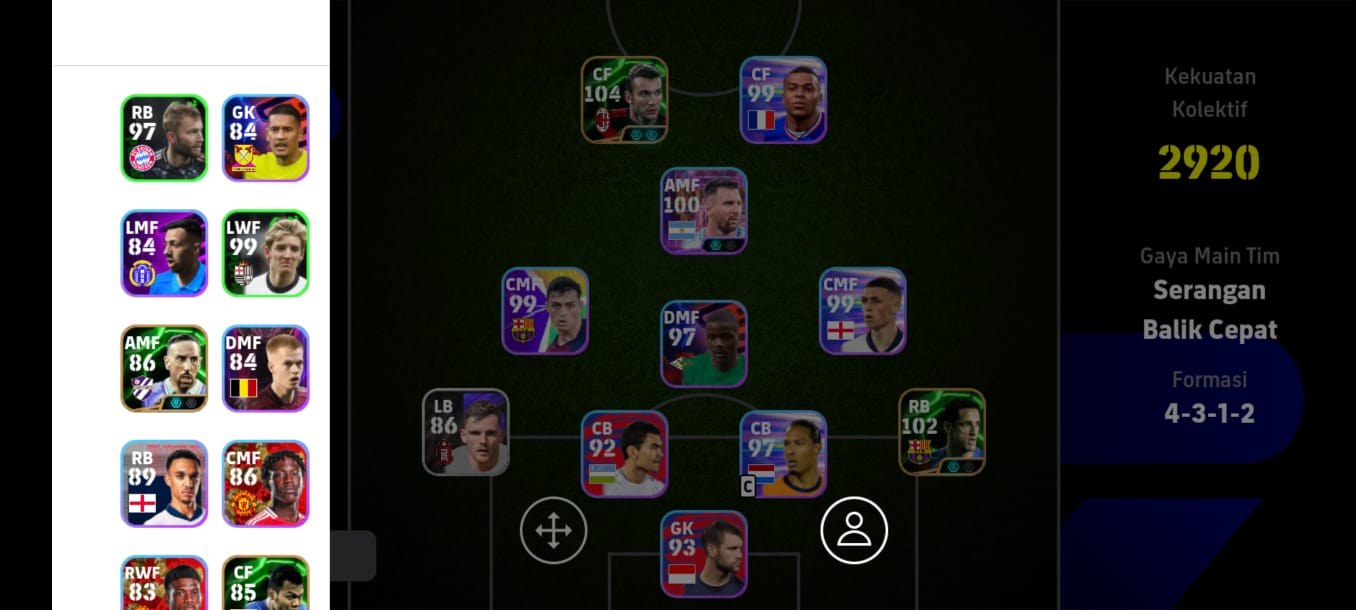 RB
97
GK
84
LMF
84
LWF
99
AMF
86
DMF
84
RB
89
CMF
86
RWF
83
CF
85
CF
104
CF
99
AMF
100
CMF
99
CMF
99
DMF
97
LB
86
CB
92
CB
97
C
RB
102
GK
93
Kekuatan
Kolektif
2920
Gaya Main Tim
Serangan
Balik Cepat
Formasi
4-3-1-2